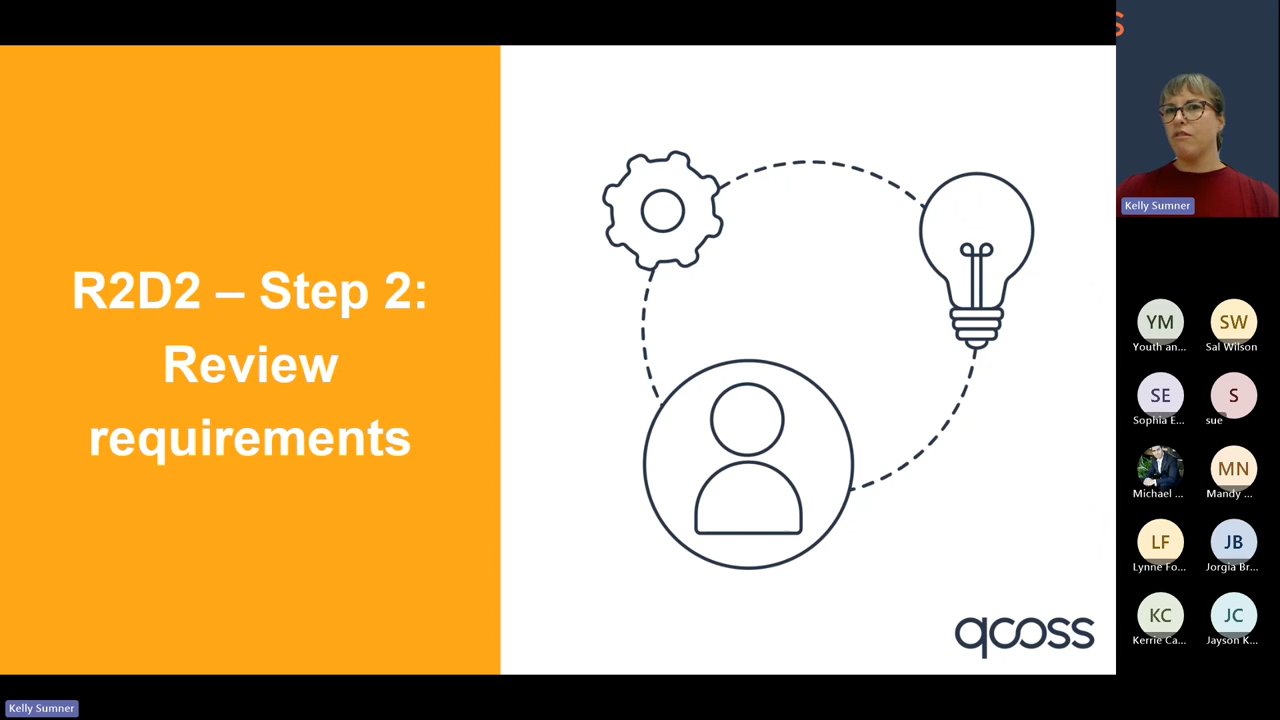 R2D2 – Step 2:
Review
requirements
qcoss
Kelly Sumner
YM
Youth an...
SW
Sal Wilson
SE
Sophia E...
S
sue
Michael ...
MN
Mandy ...
LF
Lynne Fo...
JB
Jorgia Br...
KC
Kerrie Ca...
JC
Jayson K...
Kelly Sumner